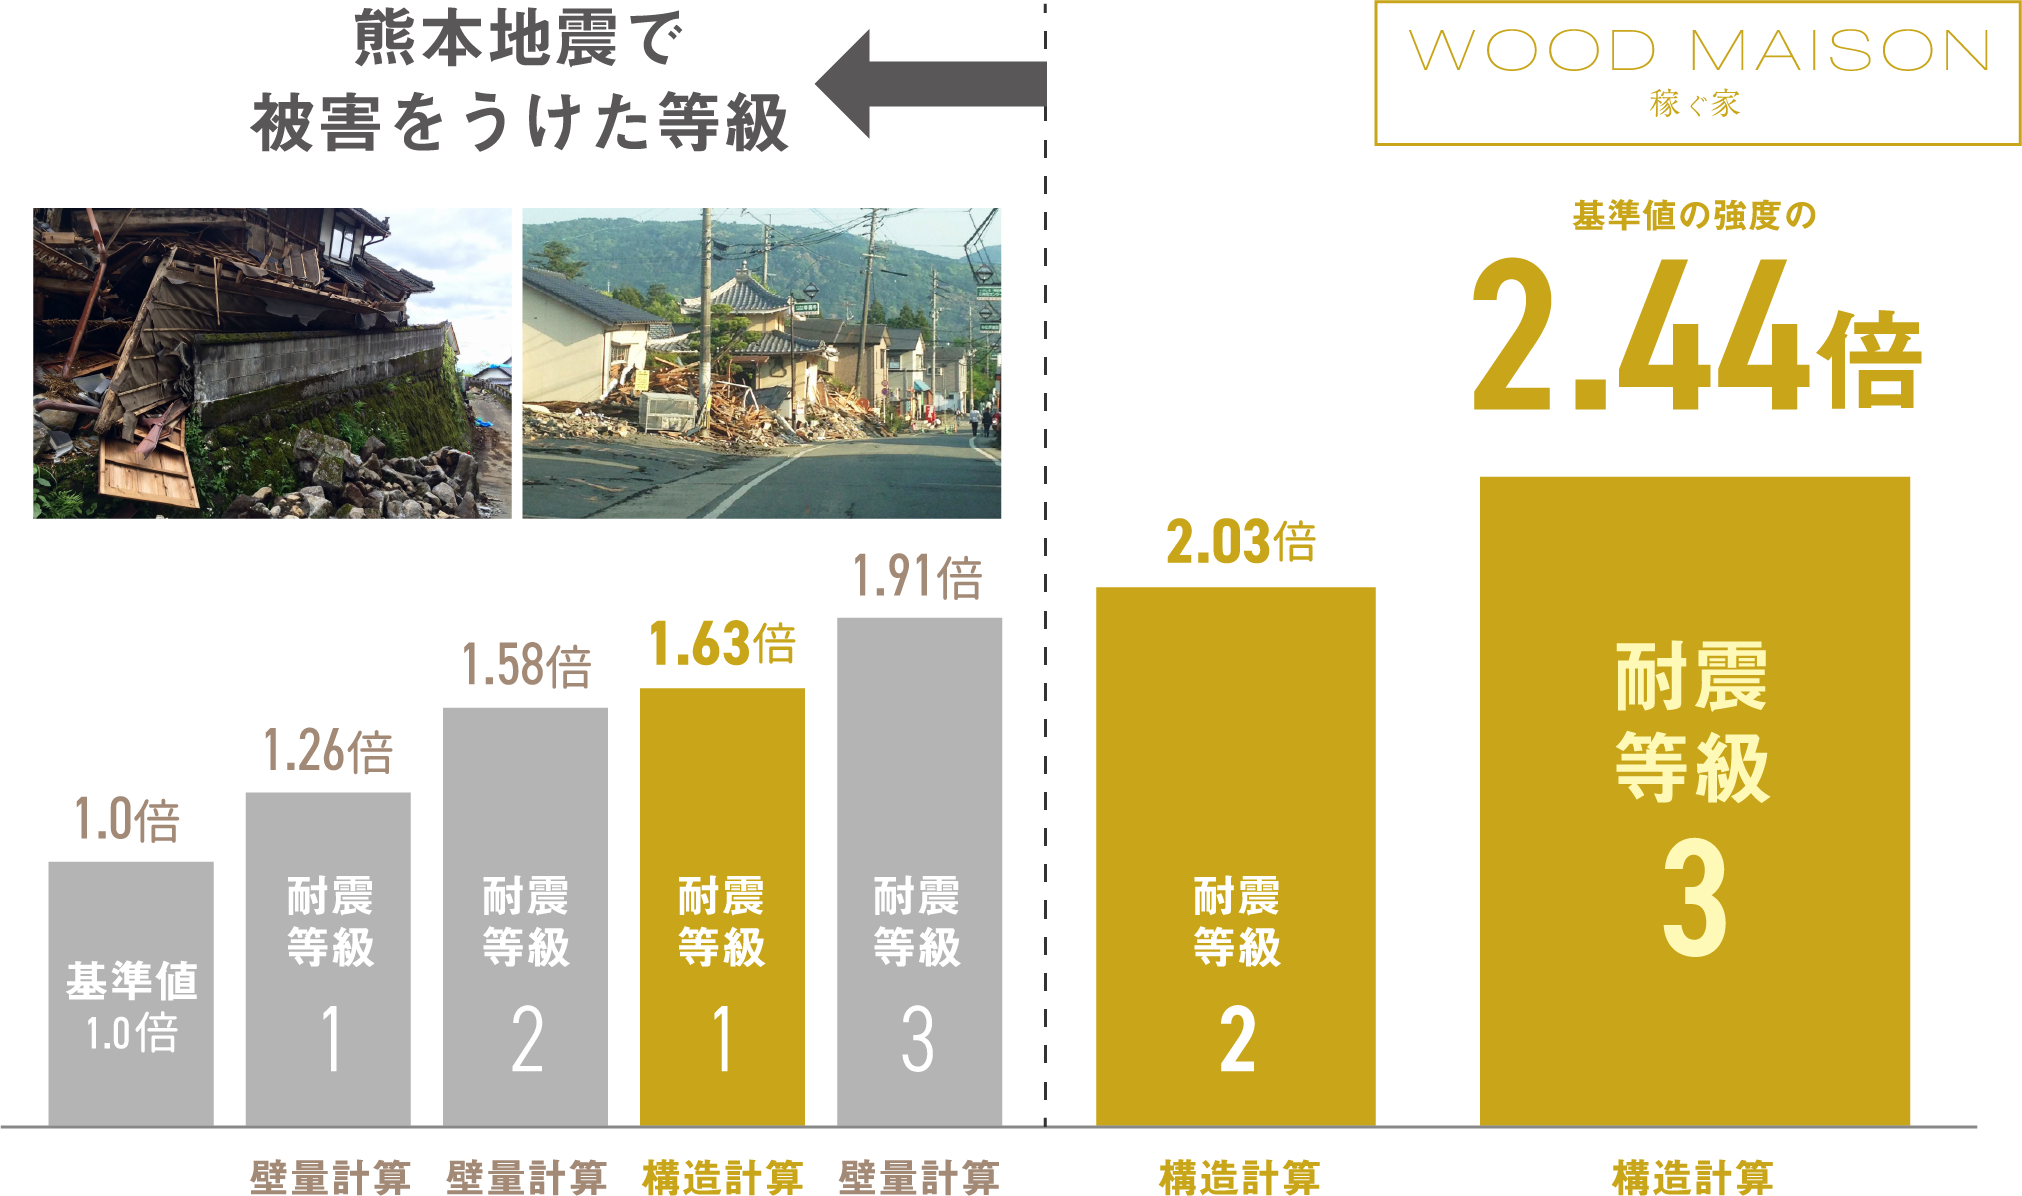 熊本地震で
被害をうけた等級
WOOD MAISON
稼ぐ家
基準値の強度の
2.44倍
1.0倍
1.26倍
1.58倍
1.63倍
1.91倍
2.03倍
基準値
1.0倍
耐震
等級
1
耐震
等級
2
耐震
等級
1
耐震
等級
3
耐震
等級
2
耐震
等級
3
壁量計算
壁量計算
構造計算
壁量計算
構造計算
構造計算